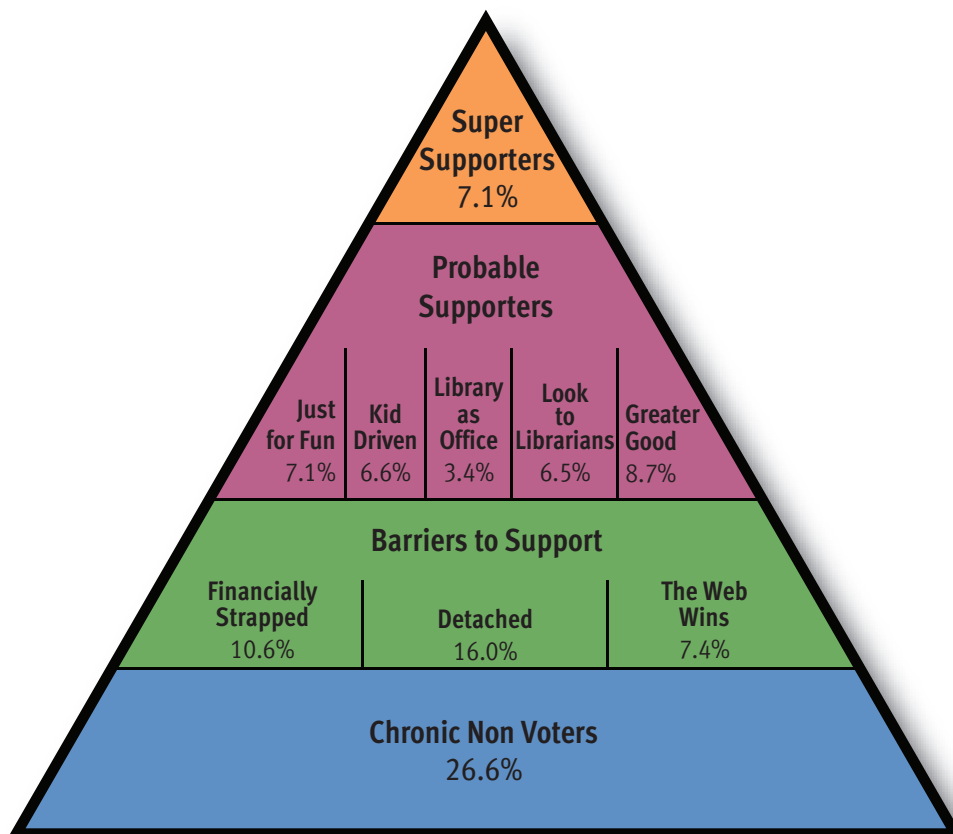 Super
Supporters
7.1%
Probable
Supporters
Just
for Fun
7.1%
Kid
Driven
6.6%
Library
as
Office
3.4%
Look
to
Librarians
6.5%
Greater
Good
8.7%
Barriers to Support
Financially
Strapped
10.6%
Detached
16.0%
The Web
Wins
7.4%
Chronic Non Voters
26.6%